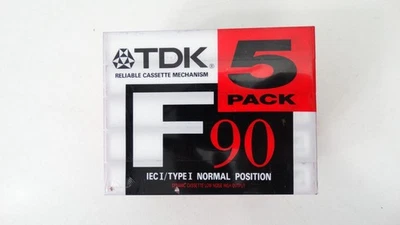 TDK®
5
PACK
RELIABLE CASSETTE MECHANISM
F 90
IEC I/TYPE I NORMAL POSITION